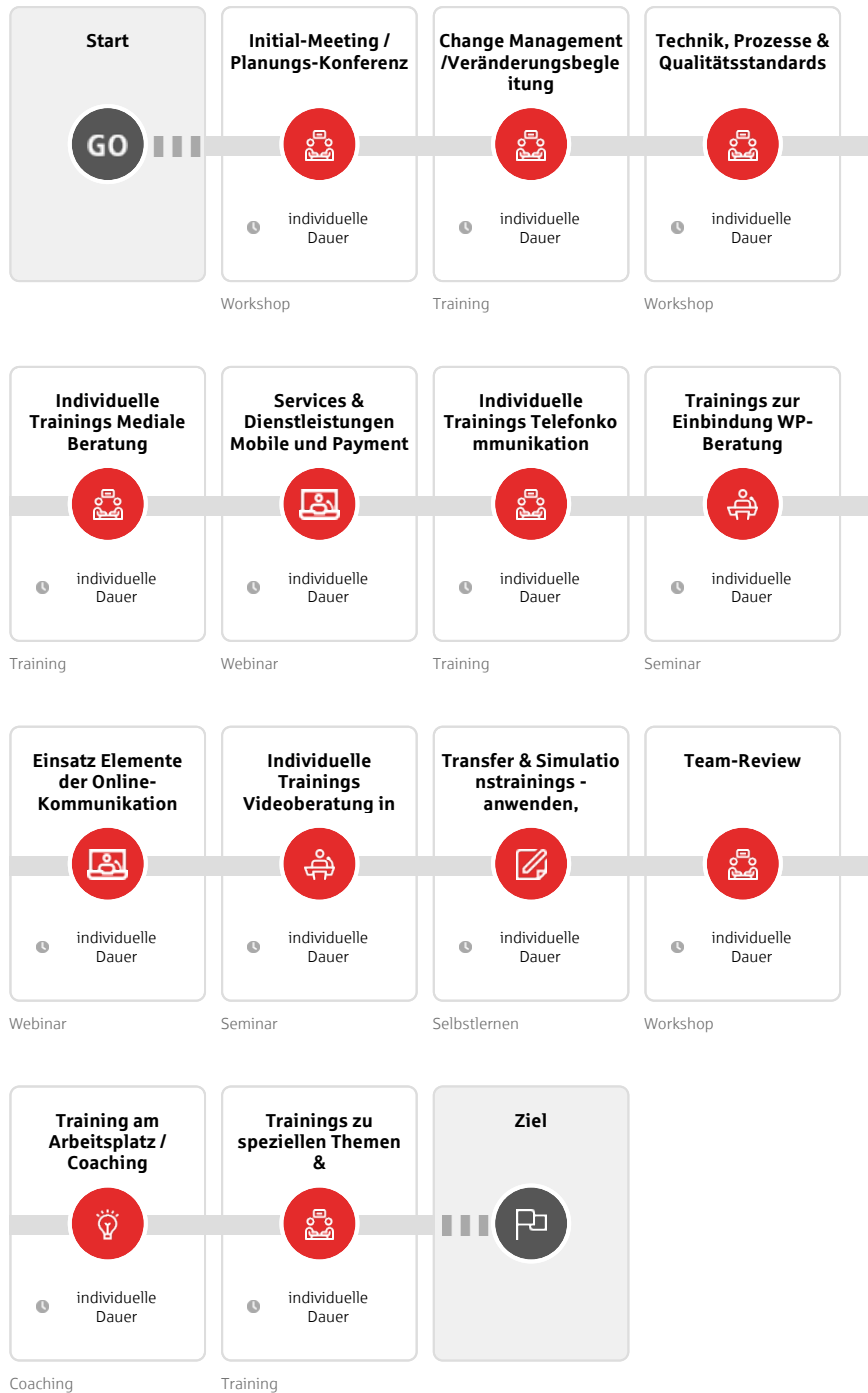 Start
GO
Initial-Meeting /
Planungs-Konferenz
individuelle
Dauer
Workshop
Change Management
/Veränderungsbegle
itung
individuelle
Dauer
Training
Technik, Prozesse &
Qualitätsstandards
individuelle
Dauer
Workshop
Individuelle
Trainings Mediale
Beratung
individuelle
Dauer
Training
Services &
Dienstleistungen
Mobile und Payment
individuelle
Dauer
Webinar
Individuelle
Trainings Telefonko
mmunikation
individuelle
Dauer
Training
Trainings zur
Einbindung WP-
Beratung
individuelle
Dauer
Seminar
Einsatz Elemente
der Online-
Kommunikation
individuelle
Dauer
Webinar
Individuelle
Trainings
Videoberatung in
individuelle
Dauer
Seminar
Transfer & Simulatio
nstrainings -
anwenden,
individuelle
Dauer
Selbstlernen
Team-Review
individuelle
Dauer
Workshop
Training am
Arbeitsplatz /
Coaching
individuelle
Dauer
Coaching
Trainings zu
speziellen Themen
&
individuelle
Dauer
Training
Ziel